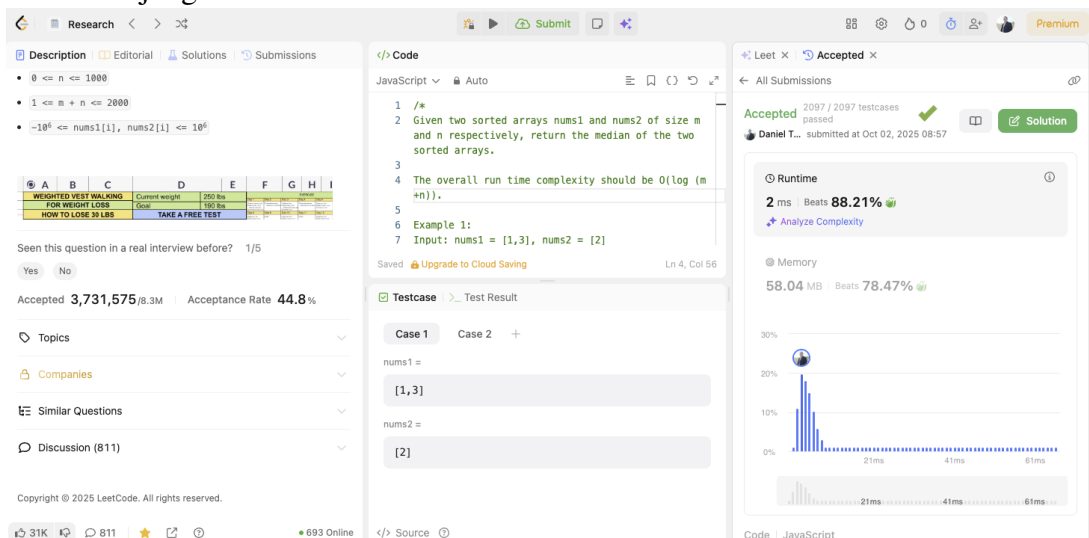 Research
Submit
0
Premium
Description
Editorial
Solutions
Submissions
• 0 <= n <= 1000
• 1 <= m + n <= 2000
• -10⁶ <= nums1[i], nums2[i] <= 10⁶
A B C D E F G H I
WEIGHTED VEST WALKING Current weight 250 lbs
FOR WEIGHT LOSS Goal 190 lbs
HOW TO LOSE 30 LBS TAKE A FREE TEST
Seen this question in a real interview before? 1/5
Yes No
Accepted 3,731,575/8.3M Acceptance Rate 44.8%
Topics
Companies
Similar Questions
Discussion (811)
Copyright © 2025 LeetCode. All rights reserved.
31K 811 693 Online
</> Code
JavaScript Auto
1 /*
2 Given two sorted arrays nums1 and nums2 of size m
and n respectively, return the median of the two
sorted arrays.
3
4 The overall run time complexity should be O(log (m
+n)).
5
6 Example 1:
7 Input: nums1 = [1,3], nums2 = [2]
Saved Upgrade to Cloud Saving Ln 4, Col 56
Testcase >_ Test Result
Case 1 Case 2 +
nums1 =
[1,3]
nums2 =
[2]
</> Source
Leet × Accepted ×
← All Submissions
Accepted 2097 / 2097 testcases
passed
Solution
Daniel T... submitted at Oct 02, 2025 08:57
Runtime
2 ms Beats 88.21%
Analyze Complexity
Memory
58.04 MB Beats 78.47%
30%
20%
10%
0%
21ms 41ms 61ms
21ms 41ms 61ms
Code JavaScript